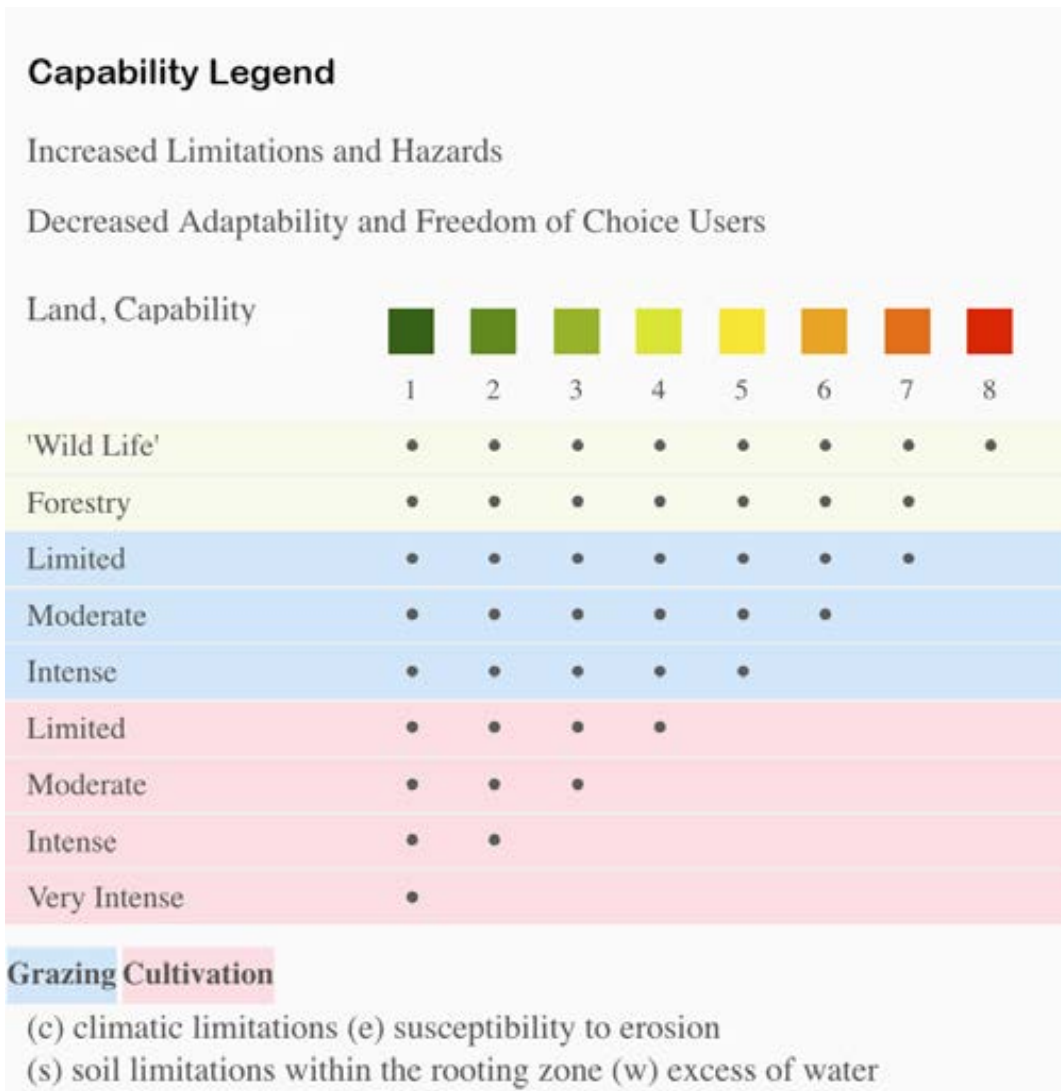 Capability Legend
Increased Limitations and Hazards
Decreased Adaptability and Freedom of Choice Users
Land, Capability
1 2 3 4 5 6 7 8
'Wild Life'
Forestry
Limited
Moderate
Intense
Limited
Moderate
Intense
Very Intense
Grazing Cultivation
(c) climatic limitations (e) susceptibility to erosion
(s) soil limitations within the rooting zone (w) excess of water